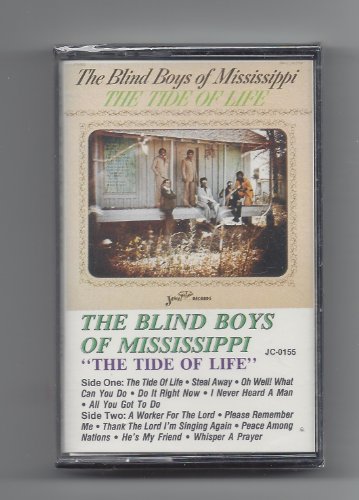 The Blind Boys of Mississippi
THE TIDE OF LIFE
Jewel RECORDS
THE BLIND BOYS
OF MISSISSIPPI
JC-0155
"THE TIDE OF LIFE"
Side One: The Tide Of Life • Steal Away • Oh Well! What
Can You Do • Do It Right Now • I Never Heard A Man
• All You Got To Do
Side Two: A Worker For The Lord • Please Remember
Me • Thank The Lord I'm Singing Again • Peace Among
Nations • He's My Friend • Whisper A Prayer